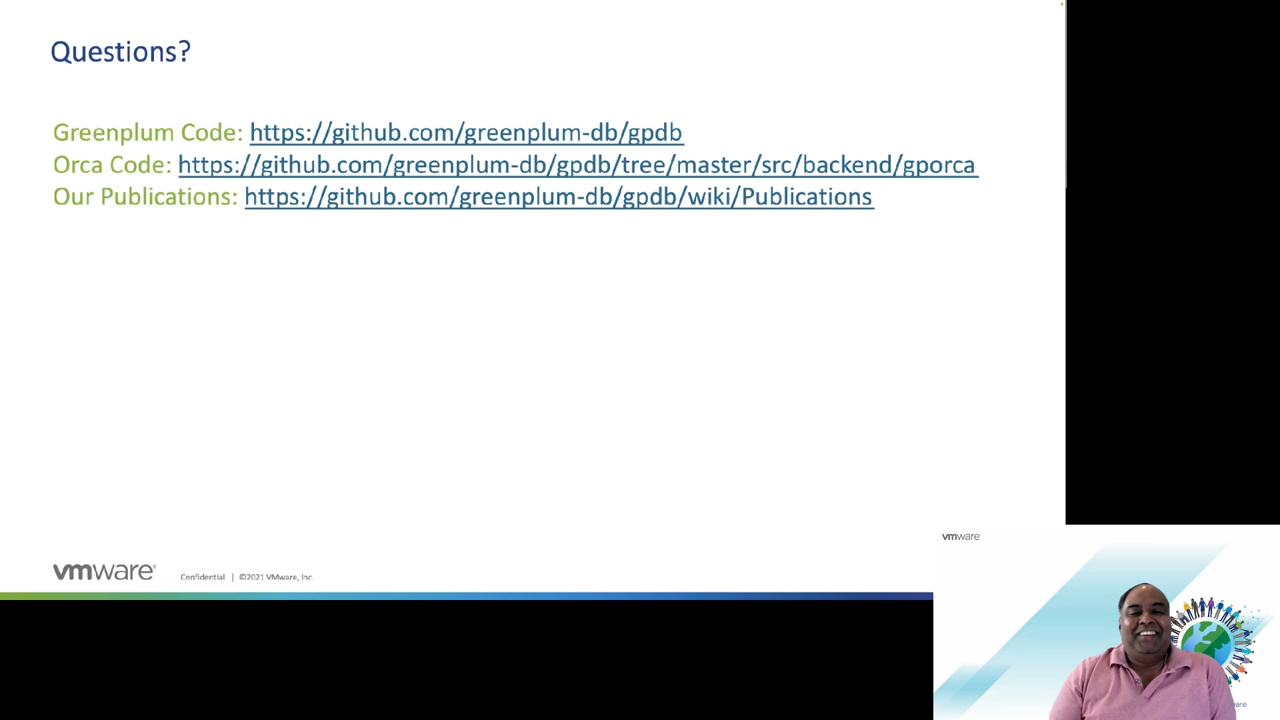 Questions?
Greenplum Code: https://github.com/greenplum-db/gpdb
Orca Code: https://github.com/greenplum-db/gpdb/tree/master/src/backend/gporca
Our Publications: https://github.com/greenplum-db/gpdb/wiki/Publications
vmware®
Confidential | ©2021 VMware, Inc.
vmware
ware